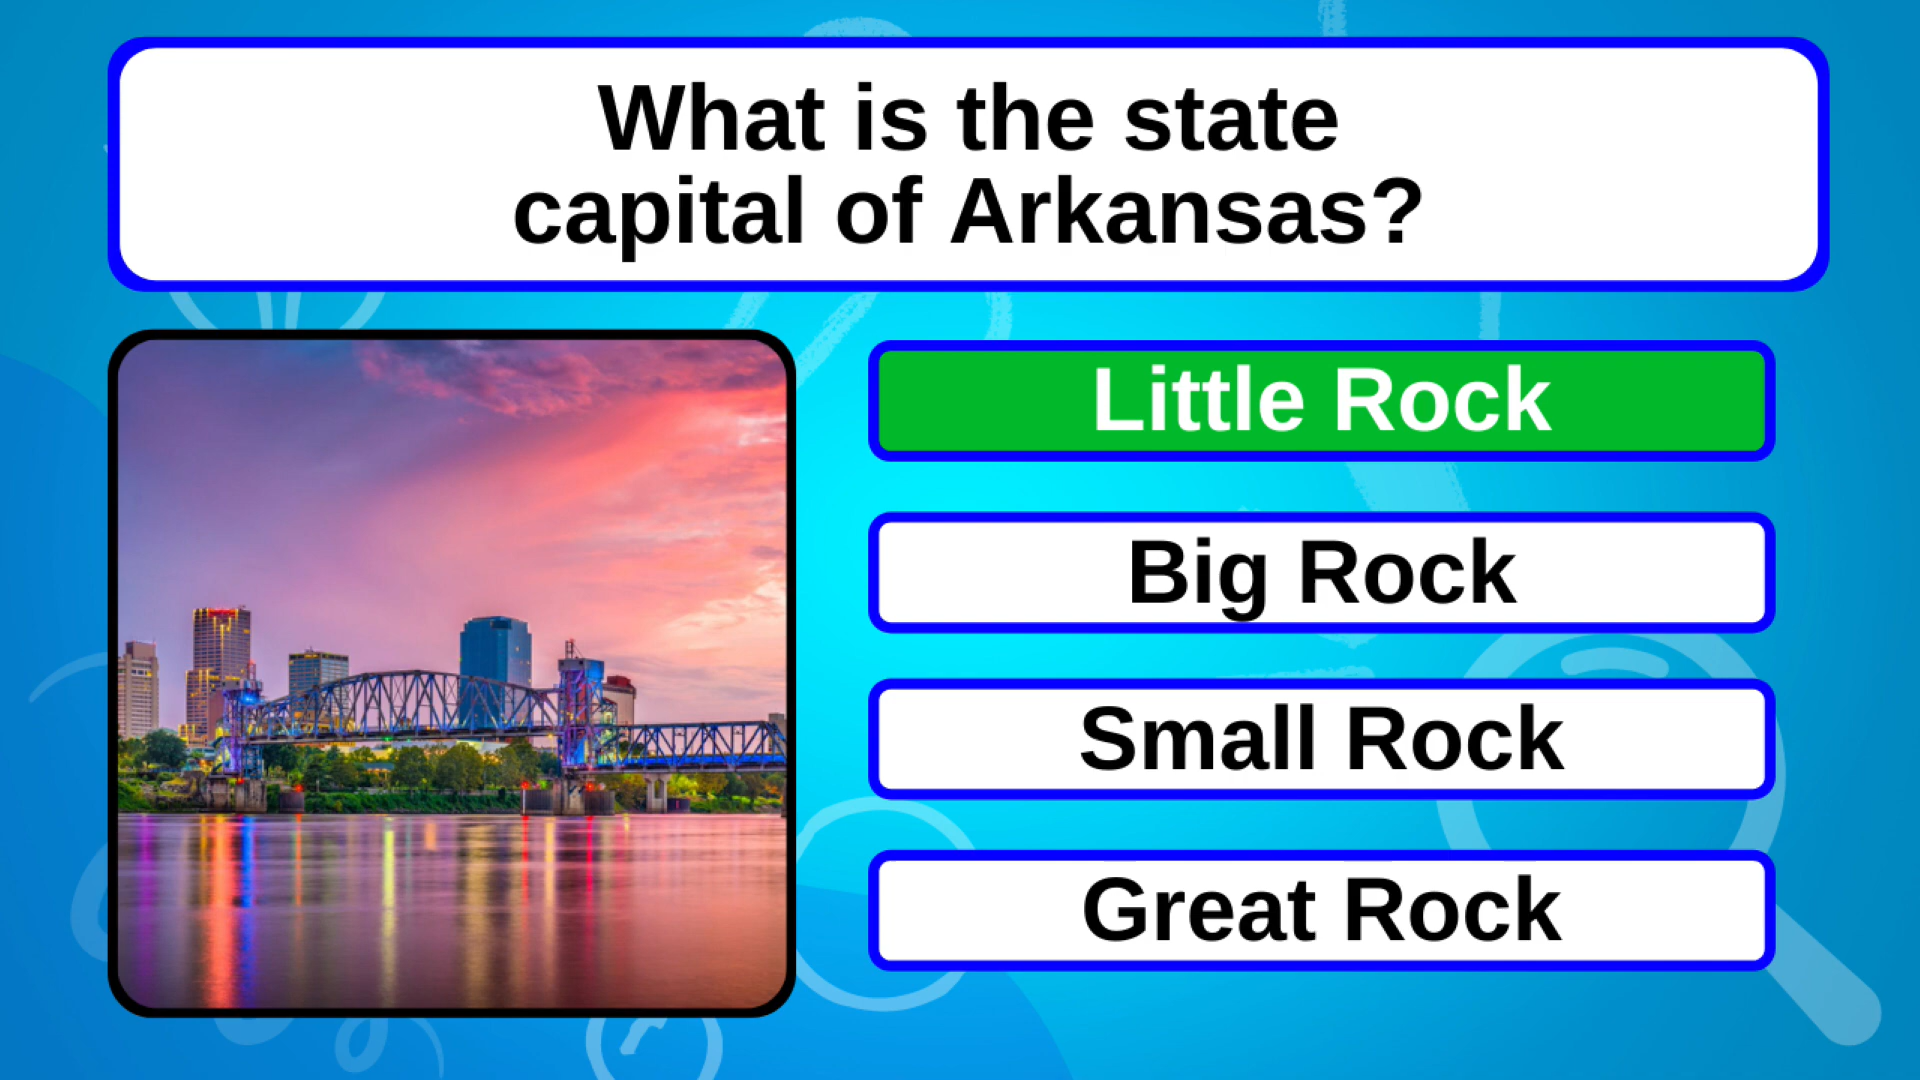 What is the state
capital of Arkansas?
Little Rock
Big Rock
Small Rock
Great Rock